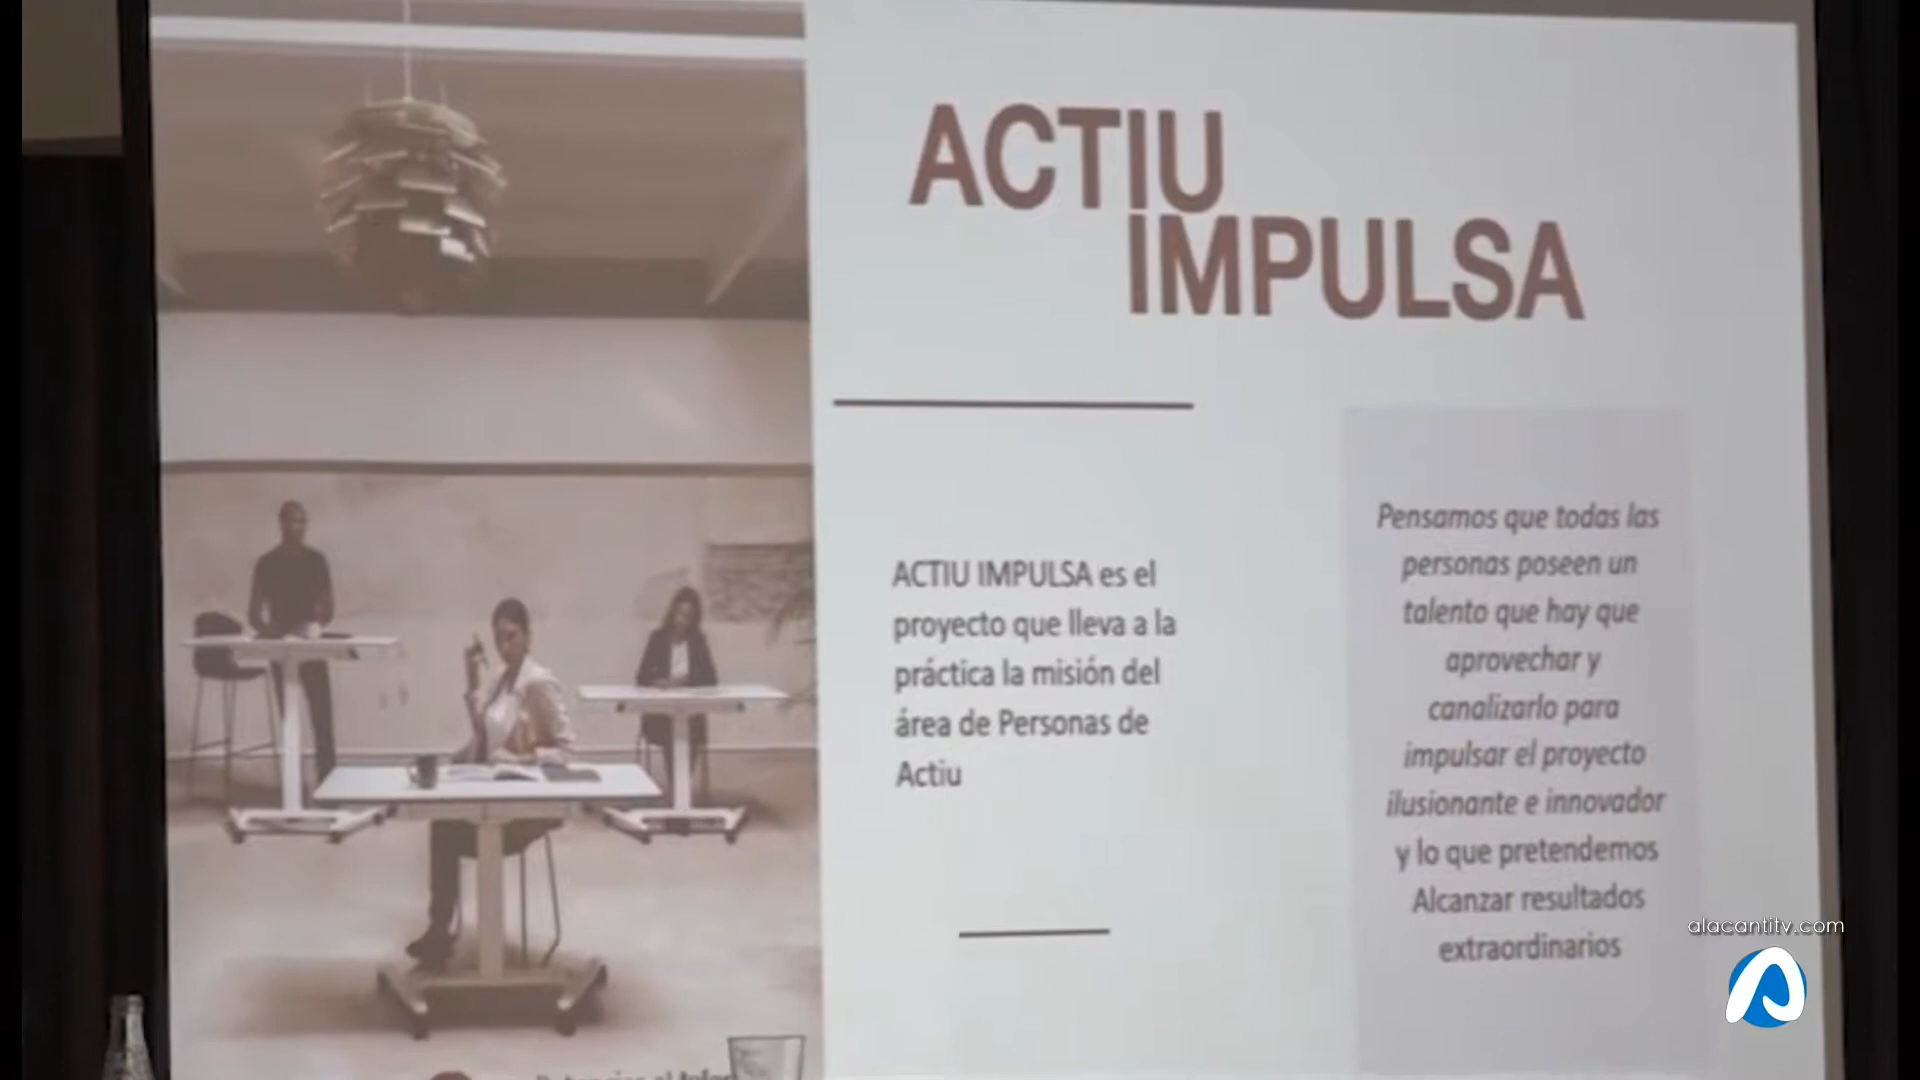 ACTIU
IMPULSA
ACTIU IMPULSA es el
proyecto que lleva a la
práctica la misión del
área de Personas de
Actiu
Pensamos que todas las
personas poseen un
talento que hay que
aprovechar y
canalizarlo para
impulsar el proyecto
ilusionante e innovador
y lo que pretendemos
Alcanzar resultados
extraordinarios
alacantitv.com